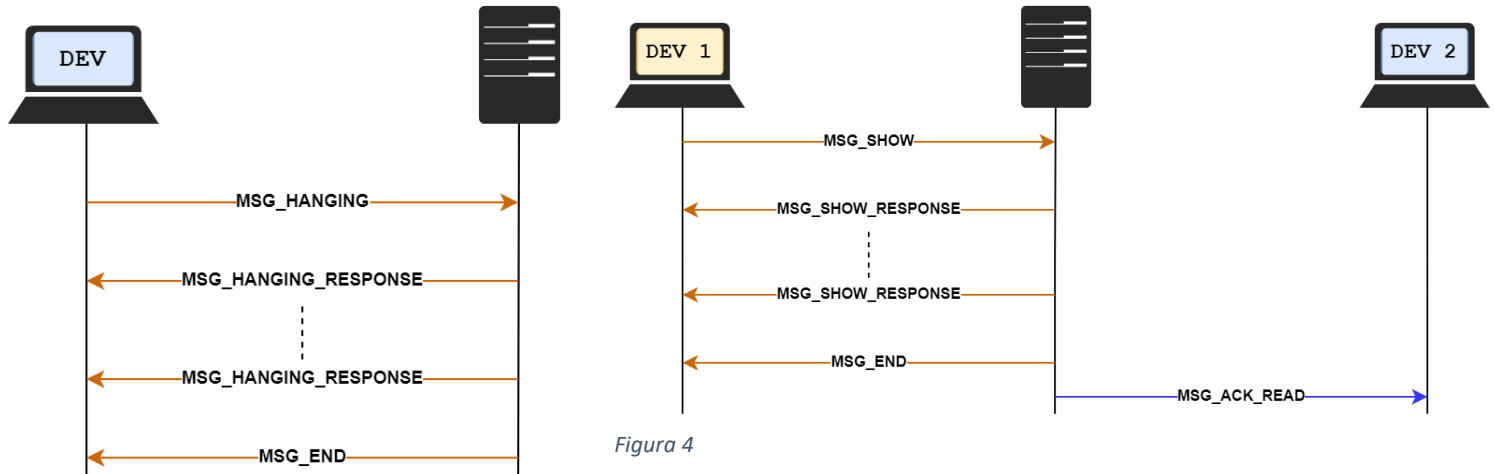 DEV
MSG_HANGING
MSG_HANGING_RESPONSE
MSG_HANGING_RESPONSE
MSG_END
DEV 1
DEV 2
MSG_SHOW
MSG_SHOW_RESPONSE
MSG_SHOW_RESPONSE
MSG_END
MSG_ACK_READ
Figura 4